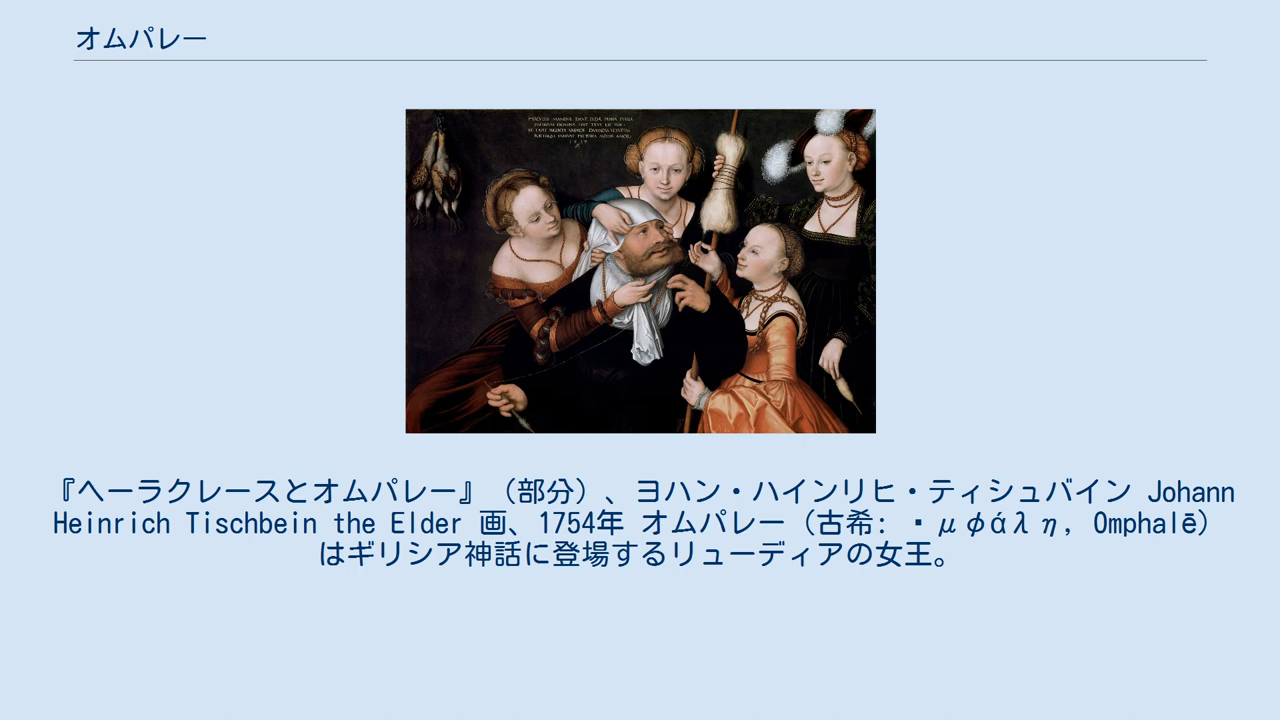 オムパレー
『ヘーラクレースとオムパレー』（部分）、ヨハン・ハインリヒ・ティシュバイン Johann
Heinrich Tischbein the Elder 画、1754年 オムパレー（古希: ・μφάλη, Omphalē）
はギリシア神話に登場するリューディアの女王。